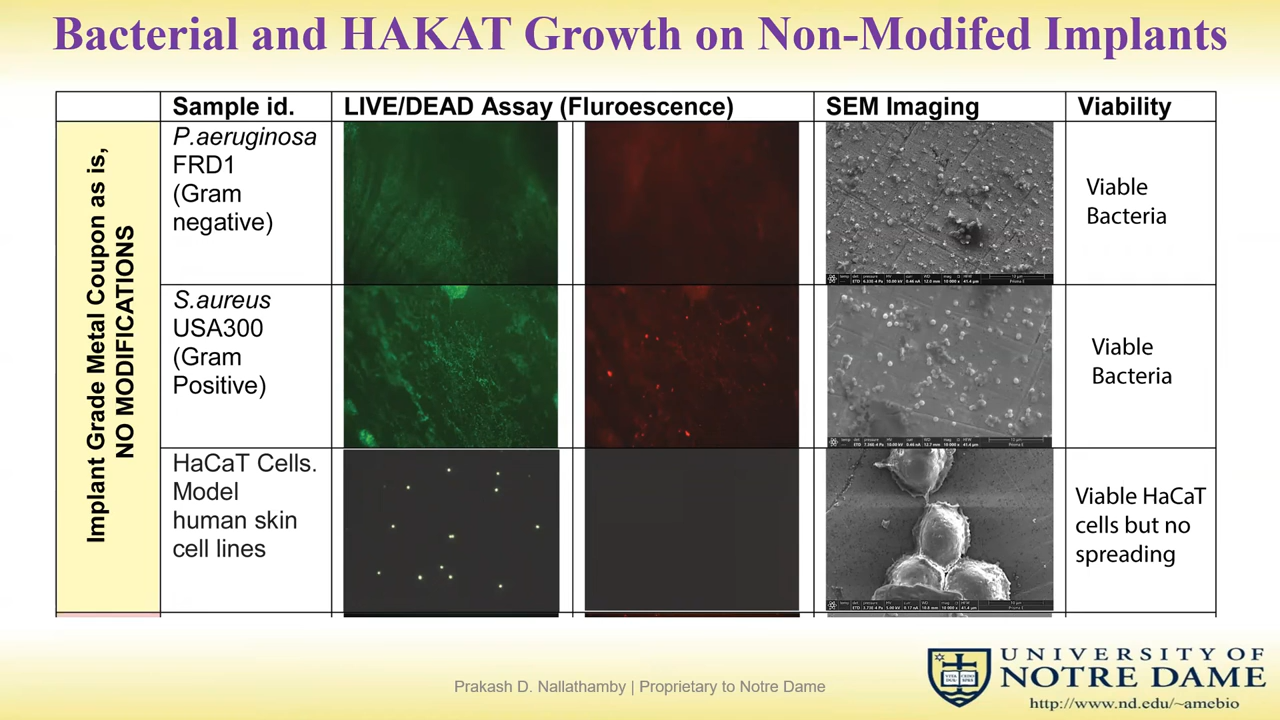 Bacterial and HAKAT Growth on Non-Modifed Implants
Sample id.
LIVE/DEAD Assay (Fluroescence)
SEM Imaging
Viability
Implant Grade Metal Coupon as is,
NO MODIFICATIONS
P.aeruginosa
FRD1
(Gram
negative)
Viable
Bacteria
S.aureus
USA300
(Gram
Positive)
Viable
Bacteria
HaCaT Cells.
Model
human skin
cell lines
Viable HaCaT
cells but no
spreading
Prakash D. Nallathamby | Proprietary to Notre Dame
UNIVERSITY OF
NOTRE DAME
http://www.nd.edu/~amebio